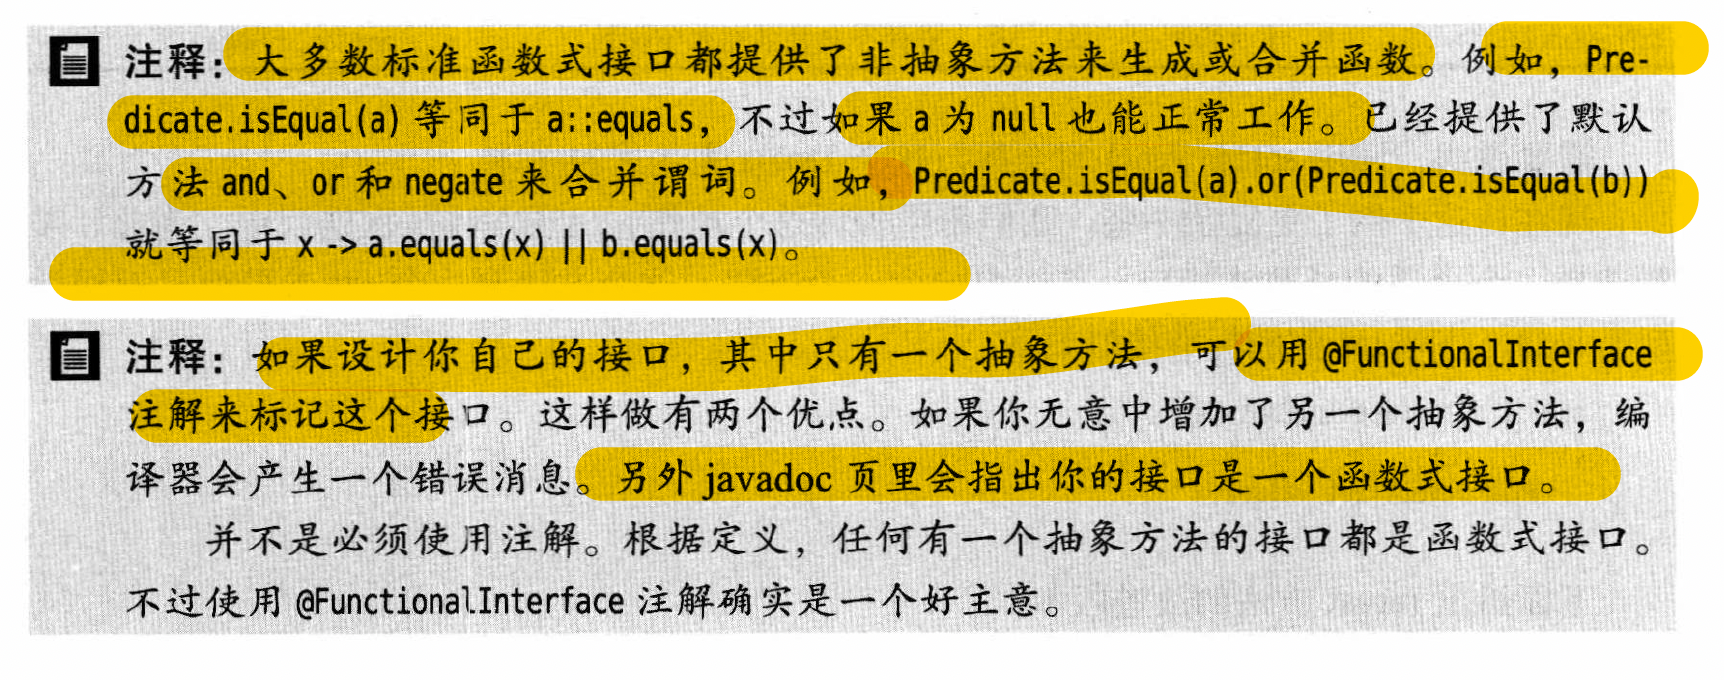 注释：大多数标准函数式接口都提供了非抽象方法来生成或合并函数。例如，Pre-
dicate.isEqual(a) 等同于 a::equals，不过如果 a 为 null 也能正常工作。已经提供了默认
方法 and、or 和 negate 来合并谓词。例如，Predicate.isEqual(a).or(Predicate.isEqual(b))
就等同于 x -> a.equals(x) || b.equals(x)。
注释：如果设计你自己的接口，其中只有一个抽象方法，可以用 @FunctionalInterface
注解来标记这个接口。这样做有两个优点。如果你无意中增加了另一个抽象方法，编
译器会产生一个错误消息。另外 javadoc 页里会指出你的接口是一个函数式接口。
并不是必须使用注解。根据定义，任何有一个抽象方法的接口都是函数式接口。
不过使用 @FunctionalInterface 注解确实是一个好主意。